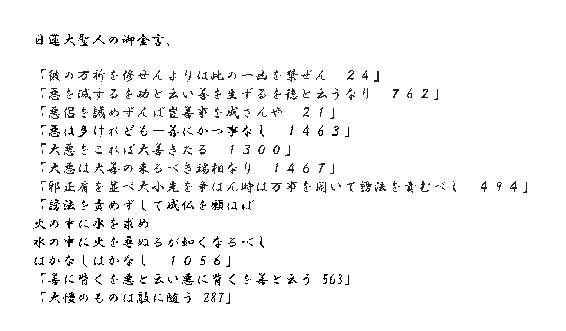 日蓮大聖人の御金言、
「彼の万祈を修せんよりは此の一凶を禁ぜん　２４」
「悪を滅するを功と云い善を生ずるを徳と云うなり　７６２」
「悪侶を誡めずんば豈善事を成さんや　２１」
「悪は多けれども一善にかつ事なし　１４６３」
「大悪をこれば大善きたる　１３００」
「大悪は大善の来るべき瑞相なり　１４６７」
「邪正肩を並べ大小先を争はん時は万事を閣いて謗法を責むべし　４９４」
「謗法を責めずして成仏を願はば
火の中に水を求め
水の中に火を尋ぬるが如くなるべし
はかなしはかなし　１０５６」
「善に背くを悪と云い悪に背くを善と云う 563」
「天慢のものは敵に随う 287」